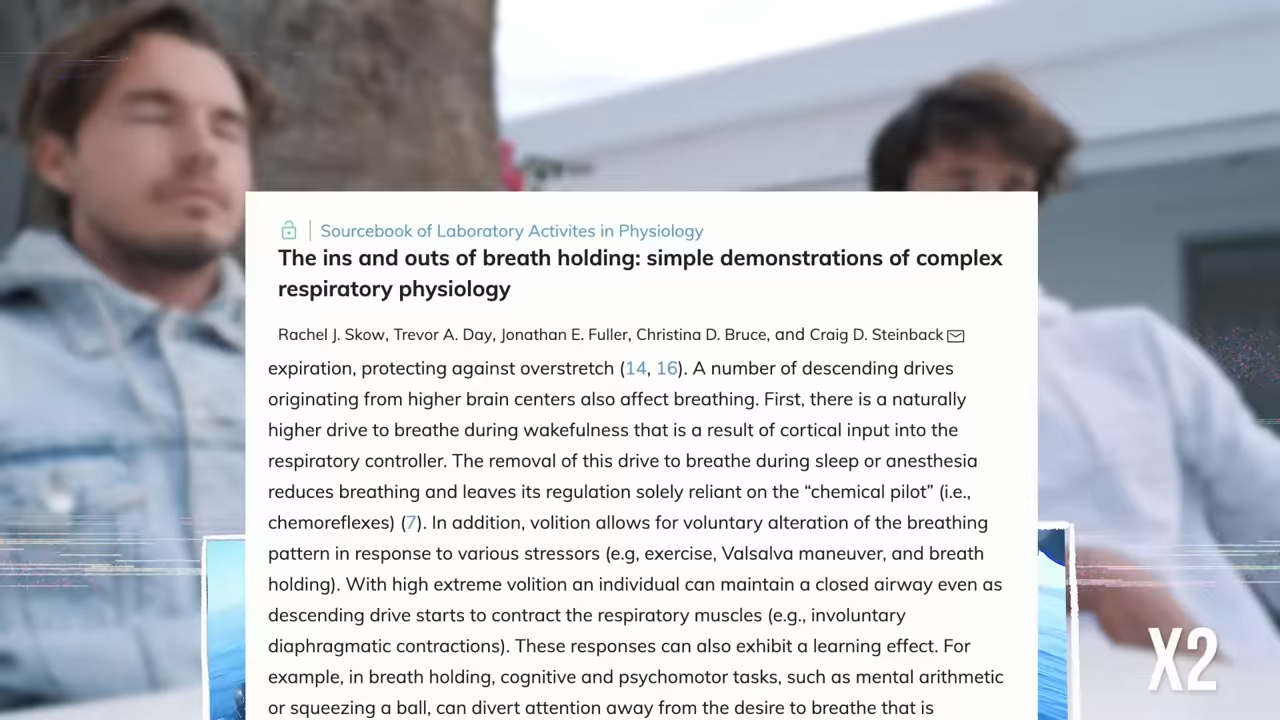 Sourcebook of Laboratory Activites in Physiology
The ins and outs of breath holding: simple demonstrations of complex
respiratory physiology
Rachel J. Skow, Trevor A. Day, Jonathan E. Fuller, Christina D. Bruce, and Craig D. Steinback
expiration, protecting against overstretch (14, 16). A number of descending drives
originating from higher brain centers also affect breathing. First, there is a naturally
higher drive to breathe during wakefulness that is a result of cortical input into the
respiratory controller. The removal of this drive to breathe during sleep or anesthesia
reduces breathing and leaves its regulation solely reliant on the “chemical pilot” (i.e.,
chemoreflexes) (7). In addition, volition allows for voluntary alteration of the breathing
pattern in response to various stressors (e.g, exercise, Valsalva maneuver, and breath
holding). With high extreme volition an individual can maintain a closed airway even as
descending drive starts to contract the respiratory muscles (e.g., involuntary
diaphragmatic contractions). These responses can also exhibit a learning effect. For
example, in breath holding, cognitive and psychomotor tasks, such as mental arithmetic
or squeezing a ball, can divert attention away from the desire to breathe that is
X2